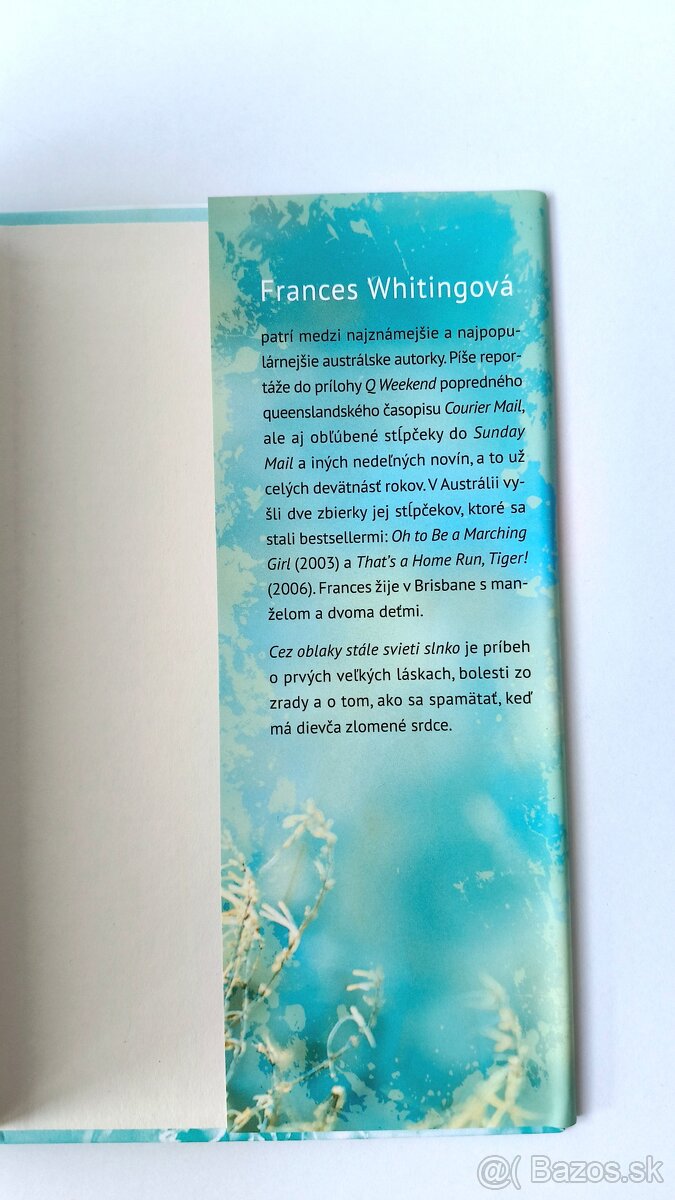 Frances Whitingová
patrí medzi najznámejšie a najpopu-
lárnejšie austrálske autorky. Píše repor-
táže do prílohy Q Weekend popredného
queenslandského časopisu Courier Mail,
ale aj obľúbené stĺpčeky do Sunday
Mail a iných nedeľných novín, a to už
celých devätnásť rokov. V Austrálii vy-
šli dve zbierky jej stĺpčekov, ktoré sa
stali bestsellermi: Oh to Be a Marching
Girl (2003) a That's a Home Run, Tiger!
(2006). Frances žije v Brisbane s man-
želom a dvoma deťmi.
Cez oblaky stále svieti slnko je príbeh
o prvých veľkých láskach, bolesti zo
zrady a o tom, ako sa spamätať, keď
má dievča zlomené srdce.
@( Bazos.sk